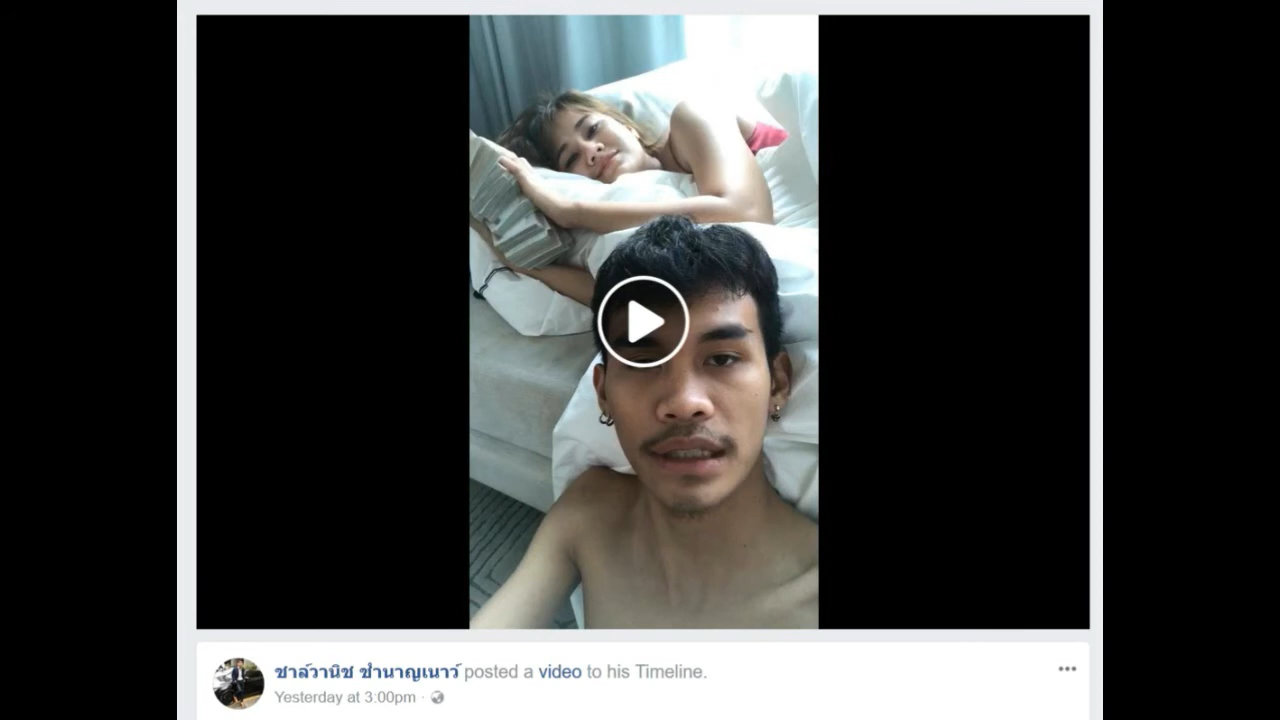 ชาล์วานิช ชำนาญเนาว์ posted a video to his Timeline.
Yesterday at 3:00pm ·